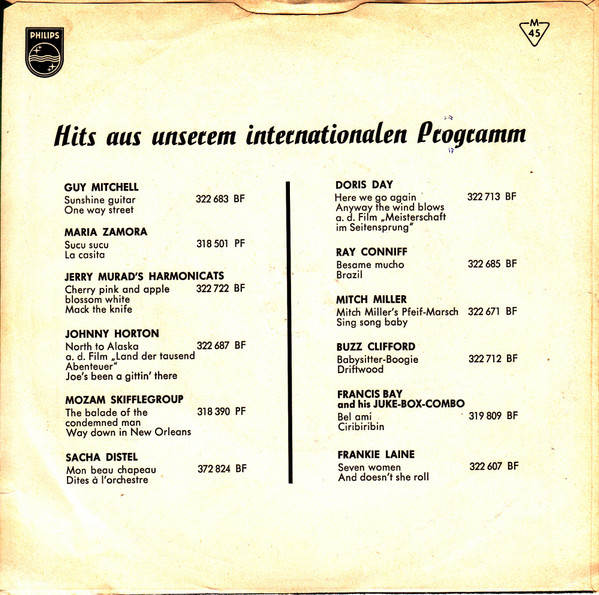 PHILIPS
M
45
Hits aus unserem internationalen Programm
GUY MITCHELL
Sunshine guitar 322 683 BF
One way street
MARIA ZAMORA
Sucu sucu 318 501 PF
La casita
JERRY MURAD'S HARMONICATS
Cherry pink and apple 322 722 BF
blossom white
Mack the knife
JOHNNY HORTON
North to Alaska 322 687 BF
a. d. Film „Land der tausend
Abenteuer"
Joe's been a gittin' there
MOZAM SKIFFLEGROUP
The balade of the 318 390 PF
condemned man
Way down in New Orleans
SACHA DISTEL
Mon beau chapeau 372 824 BF
Dites à l'orchestre
DORIS DAY
Here we go again 322 713 BF
Anyway the wind blows
a. d. Film „Meisterschaft
im Seitensprung"
RAY CONNIFF
Besame mucho 322 685 BF
Brazil
MITCH MILLER
Mitch Miller's Pfeif-Marsch 322 671 BF
Sing song baby
BUZZ CLIFFORD
Babysitter-Boogie 322 712 BF
Driftwood
FRANCIS BAY
and his JUKE-BOX-COMBO
Bel ami 319 809 BF
Ciribiribin
FRANKIE LAINE
Seven women 322 607 BF
And doesn't she roll